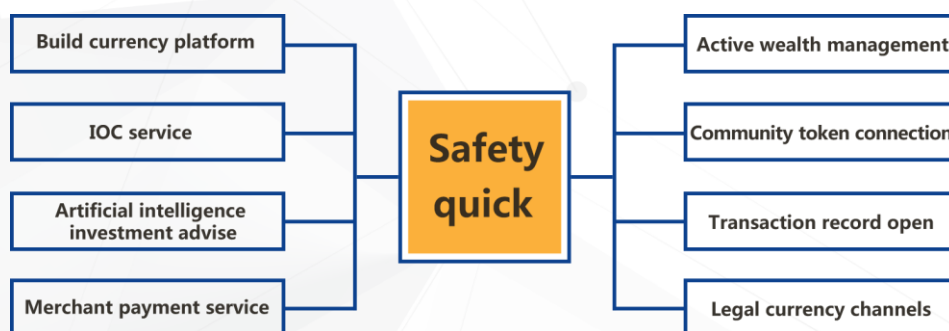 Build currency platform
IOC service
Artificial intelligence
investment advise
Merchant payment service
Safety
quick
Active wealth management
Community token connection
Transaction record open
Legal currency channels